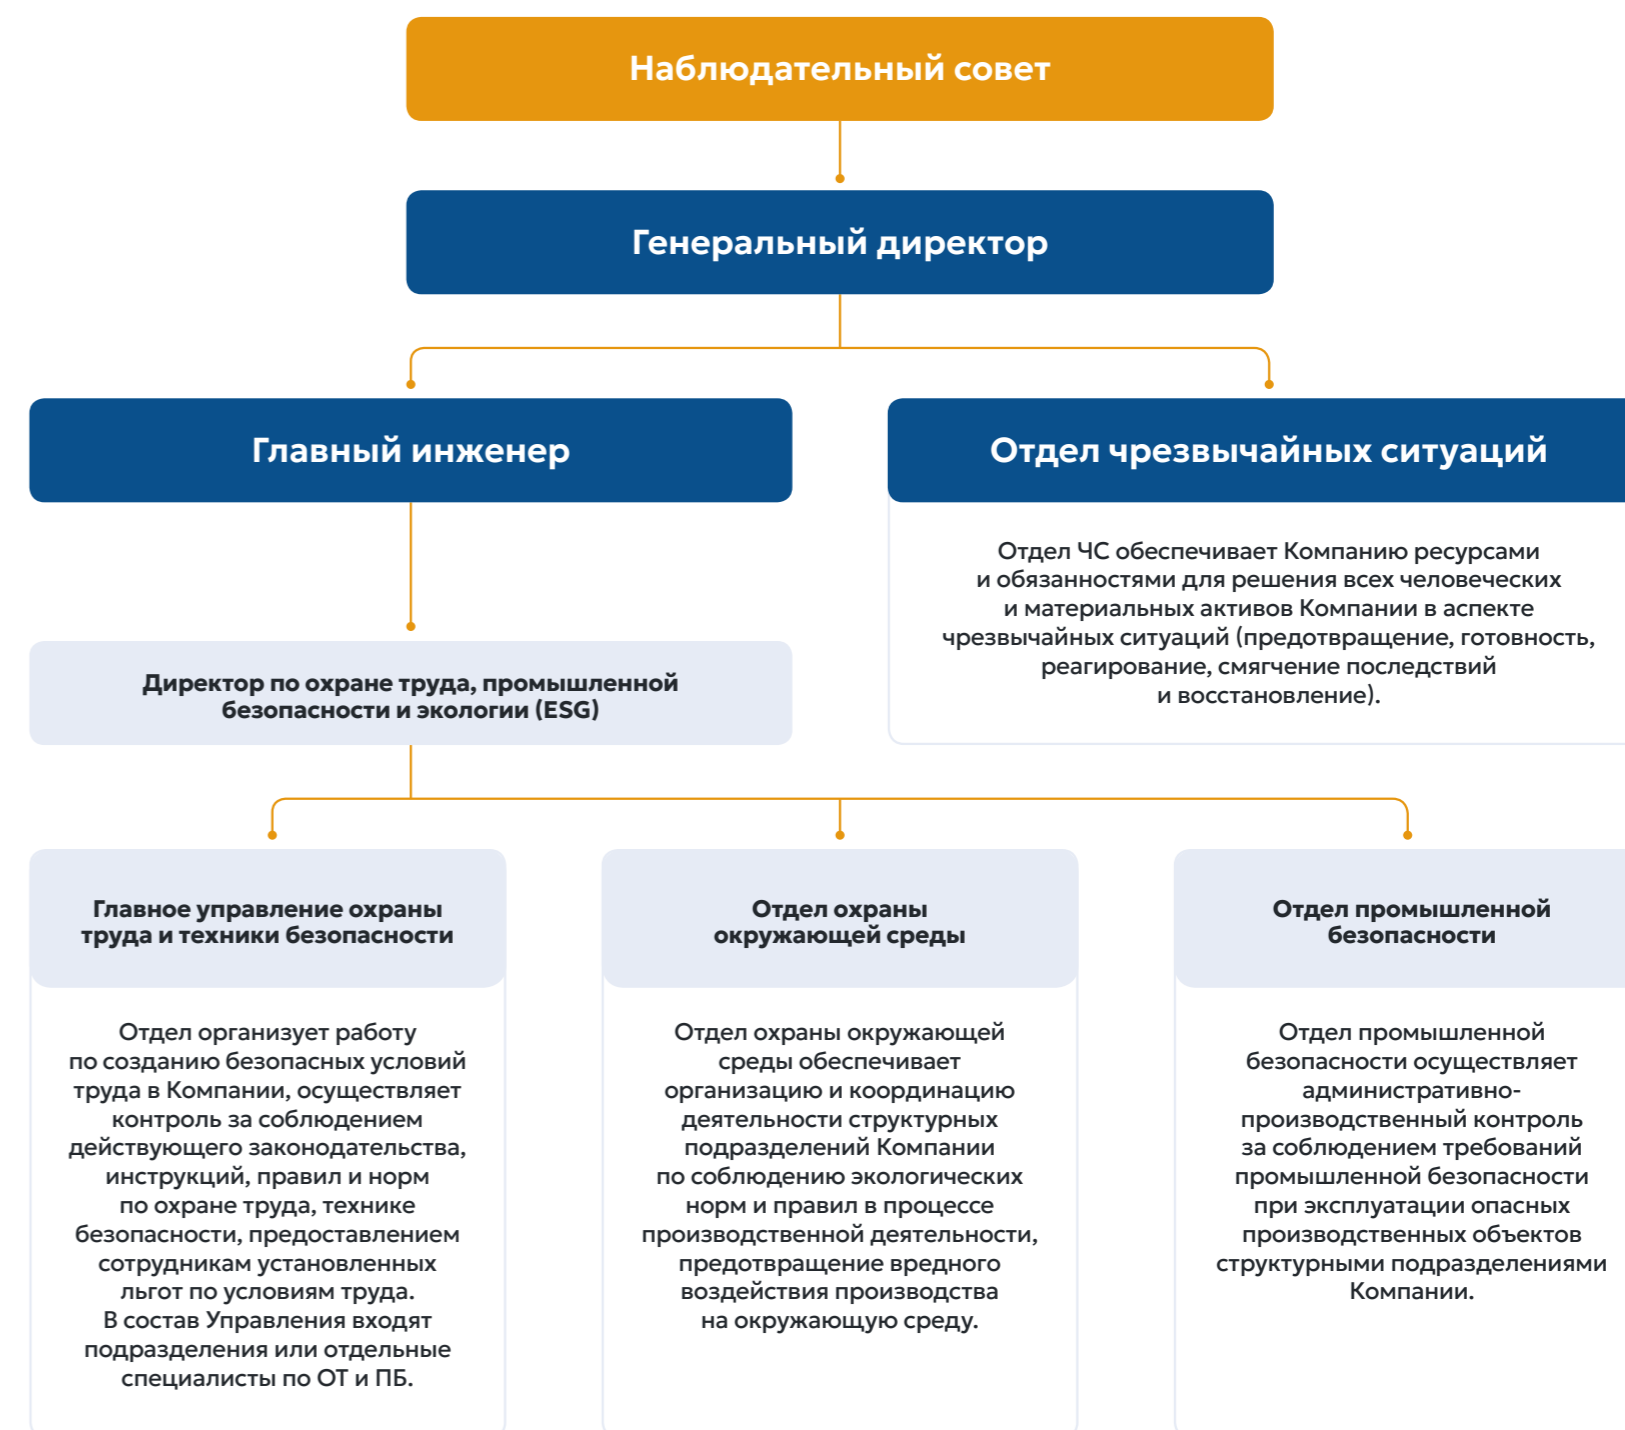 Наблюдательный совет
Генеральный директор
Главный инженер
Отдел чрезвычайных ситуаций
Отдел ЧС обеспечивает Компанию ресурсами
и обязанностями для решения всех человеческих
и материальных активов Компании в аспекте
чрезвычайных ситуаций (предотвращение, готовность,
реагирование, смягчение последствий
и восстановление).
Директор по охране труда, промышленной
безопасности и экологии (ESG)
Главное управление охраны
труда и техники безопасности
Отдел организует работу
по созданию безопасных условий
труда в Компании, осуществляет
контроль за соблюдением
действующего законодательства,
инструкций, правил и норм
по охране труда, технике
безопасности, предоставлением
сотрудникам установленных
льгот по условиям труда.
В состав Управления входят
подразделения или отдельные
специалисты по ОТ и ПБ.
Отдел охраны
окружающей среды
Отдел охраны окружающей
среды обеспечивает
организацию и координацию
деятельности структурных
подразделений Компании
по соблюдению экологических
норм и правил в процессе
производственной деятельности,
предотвращение вредного
воздействия производства
на окружающую среду.
Отдел промышленной
безопасности
Отдел промышленной
безопасности осуществляет
административно-
производственный контроль
за соблюдением требований
промышленной безопасности
при эксплуатации опасных
производственных объектов
структурными подразделениями
Компании.